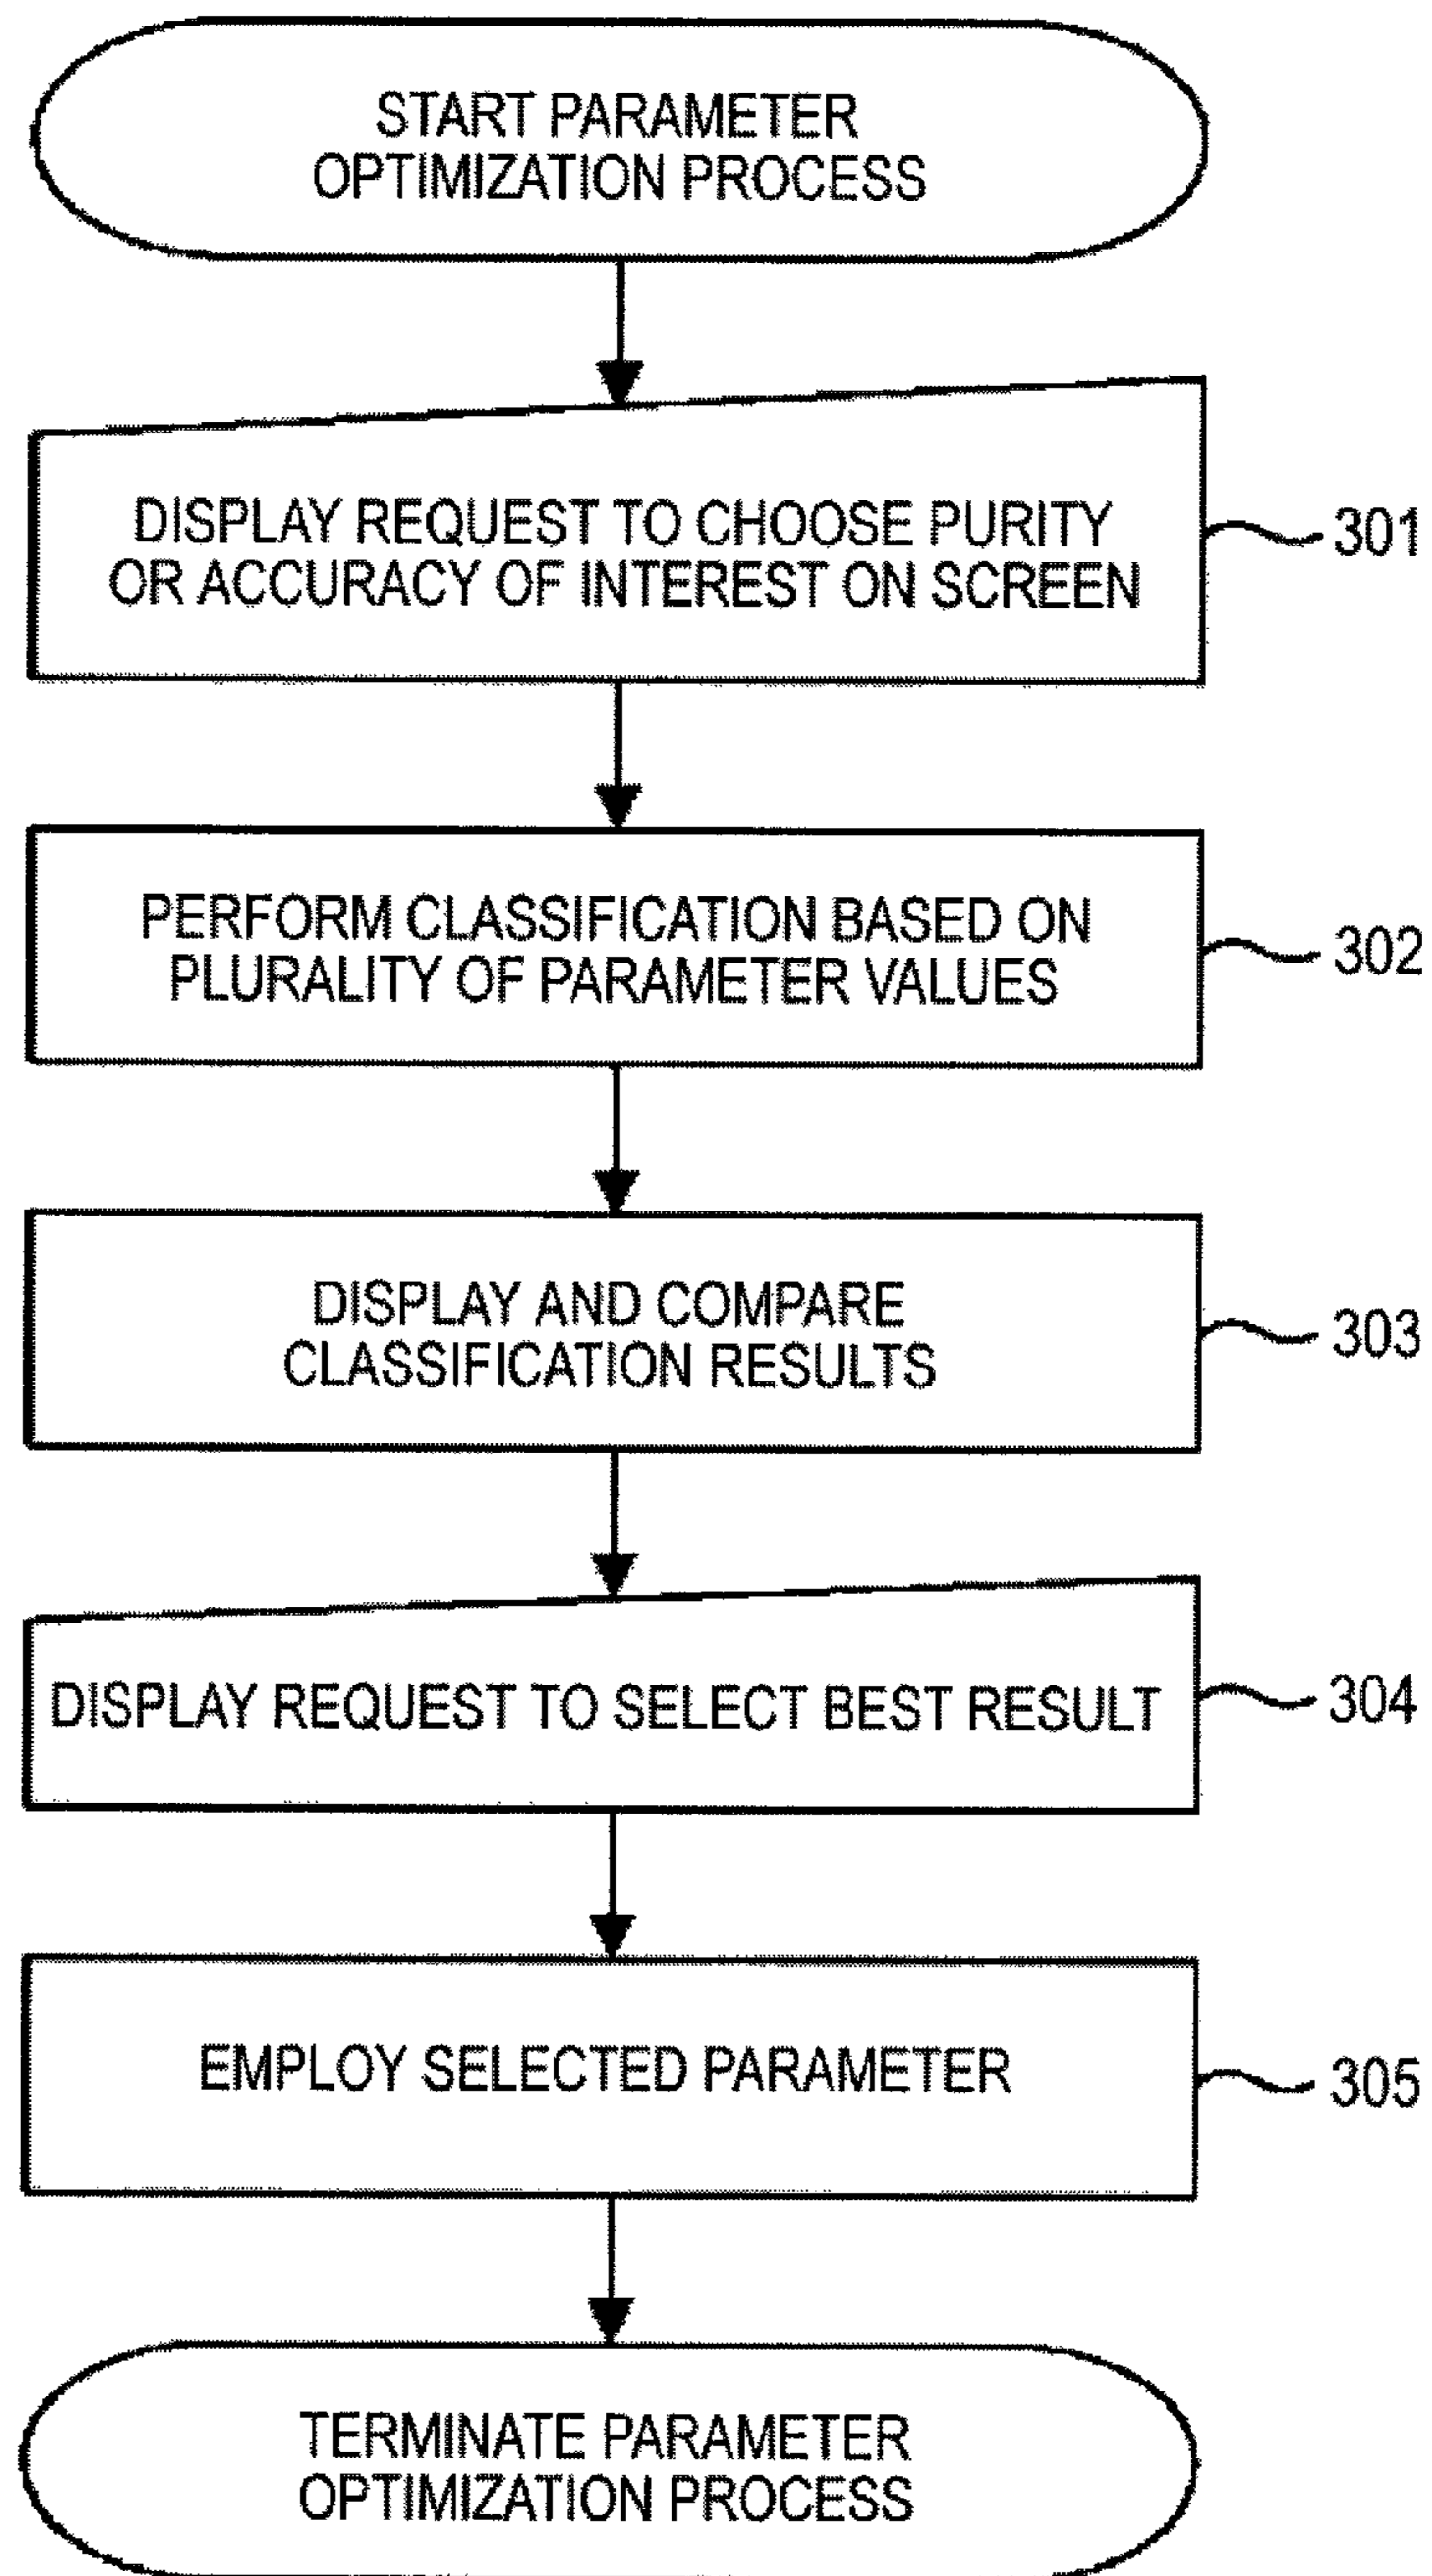 START PARAMETER
OPTIMIZATION PROCESS
DISPLAY REQUEST TO CHOOSE PURITY
OR ACCURACY OF INTEREST ON SCREEN
301
PERFORM CLASSIFICATION BASED ON
PLURALITY OF PARAMETER VALUES
302
DISPLAY AND COMPARE
CLASSIFICATION RESULTS
303
DISPLAY REQUEST TO SELECT BEST RESULT
304
EMPLOY SELECTED PARAMETER
305
TERMINATE PARAMETER
OPTIMIZATION PROCESS